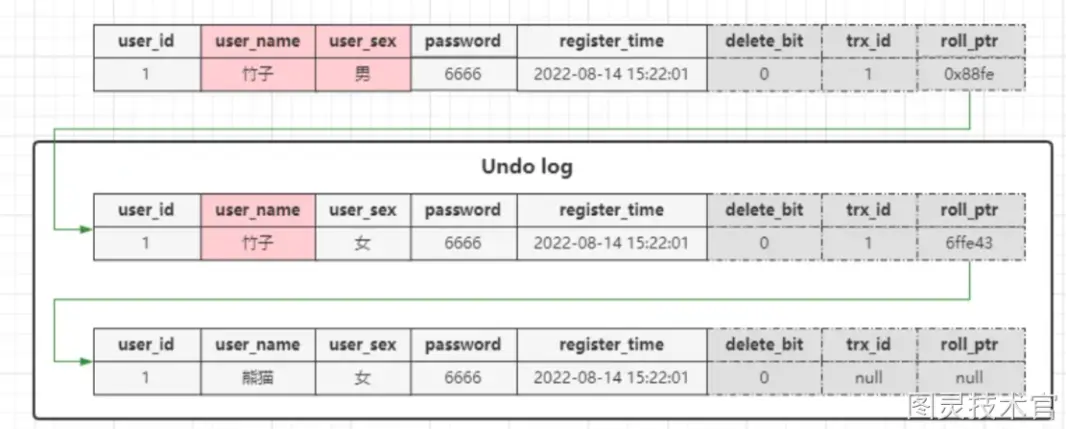 user_id user_name user_sex password register_time delete_bit trx_id roll_ptr
1 竹子 男 6666 2022-08-14 15:22:01 0 1 0x88fe
Undo log
user_id user_name user_sex password register_time delete_bit trx_id roll_ptr
1 竹子 女 6666 2022-08-14 15:22:01 0 1 6ffe43
user_id user_name user_sex password register_time delete_bit trx_id roll_ptr
1 熊猫 女 6666 2022-08-14 15:22:01 0 null null
图灵技术官